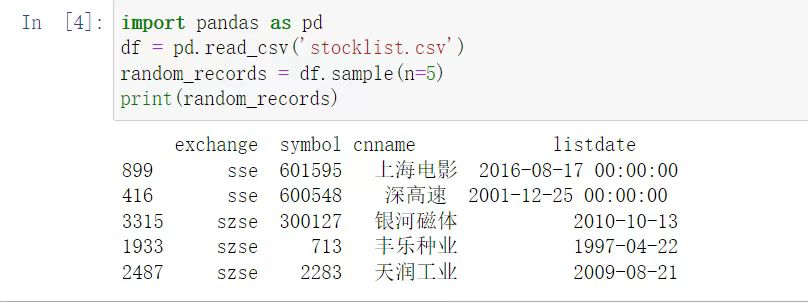 In [4]: import pandas as pd
df = pd.read_csv('stocklist.csv')
random_records = df.sample(n=5)
print(random_records)
exchange symbol cnname listdate
899 sse 601595 上海电影 2016-08-17 00:00:00
416 sse 600548 深高速 2001-12-25 00:00:00
3315 szse 300127 银河磁体 2010-10-13
1933 szse 713 丰乐种业 1997-04-22
2487 szse 2283 天润工业 2009-08-21